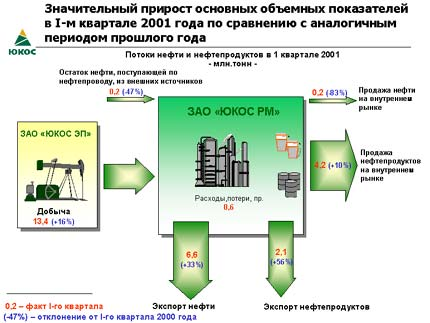 Значительный прирост основных объемных показателей
в I-м квартале 2001 года по сравнению с аналогичным
периодом прошлого года
ЮКОС
Потоки нефти и нефтепродуктов в 1 квартале 2001
- млн.тонн -
Остаток нефти, поступающей по
нефтепроводу, из внешних источников
0,2 (-47%)
0,2 (-83%)
Продажа нефти
на внутреннем
рынке
ЗАО «ЮКОС РМ»
ЗАО «ЮКОС ЭП»
Добыча
13,4 (+16%)
Расходы,потери, пр.
0,6
4,2 (+10%)
Продажа
нефтепродуктов
на внутреннем
рынке
6,6
(+33%)
2,1
(+56%)
Экспорт нефти
Экспорт нефтепродуктов
0,2 – факт I-го квартала
(-47%) – отклонение от I-го квартала 2000 года